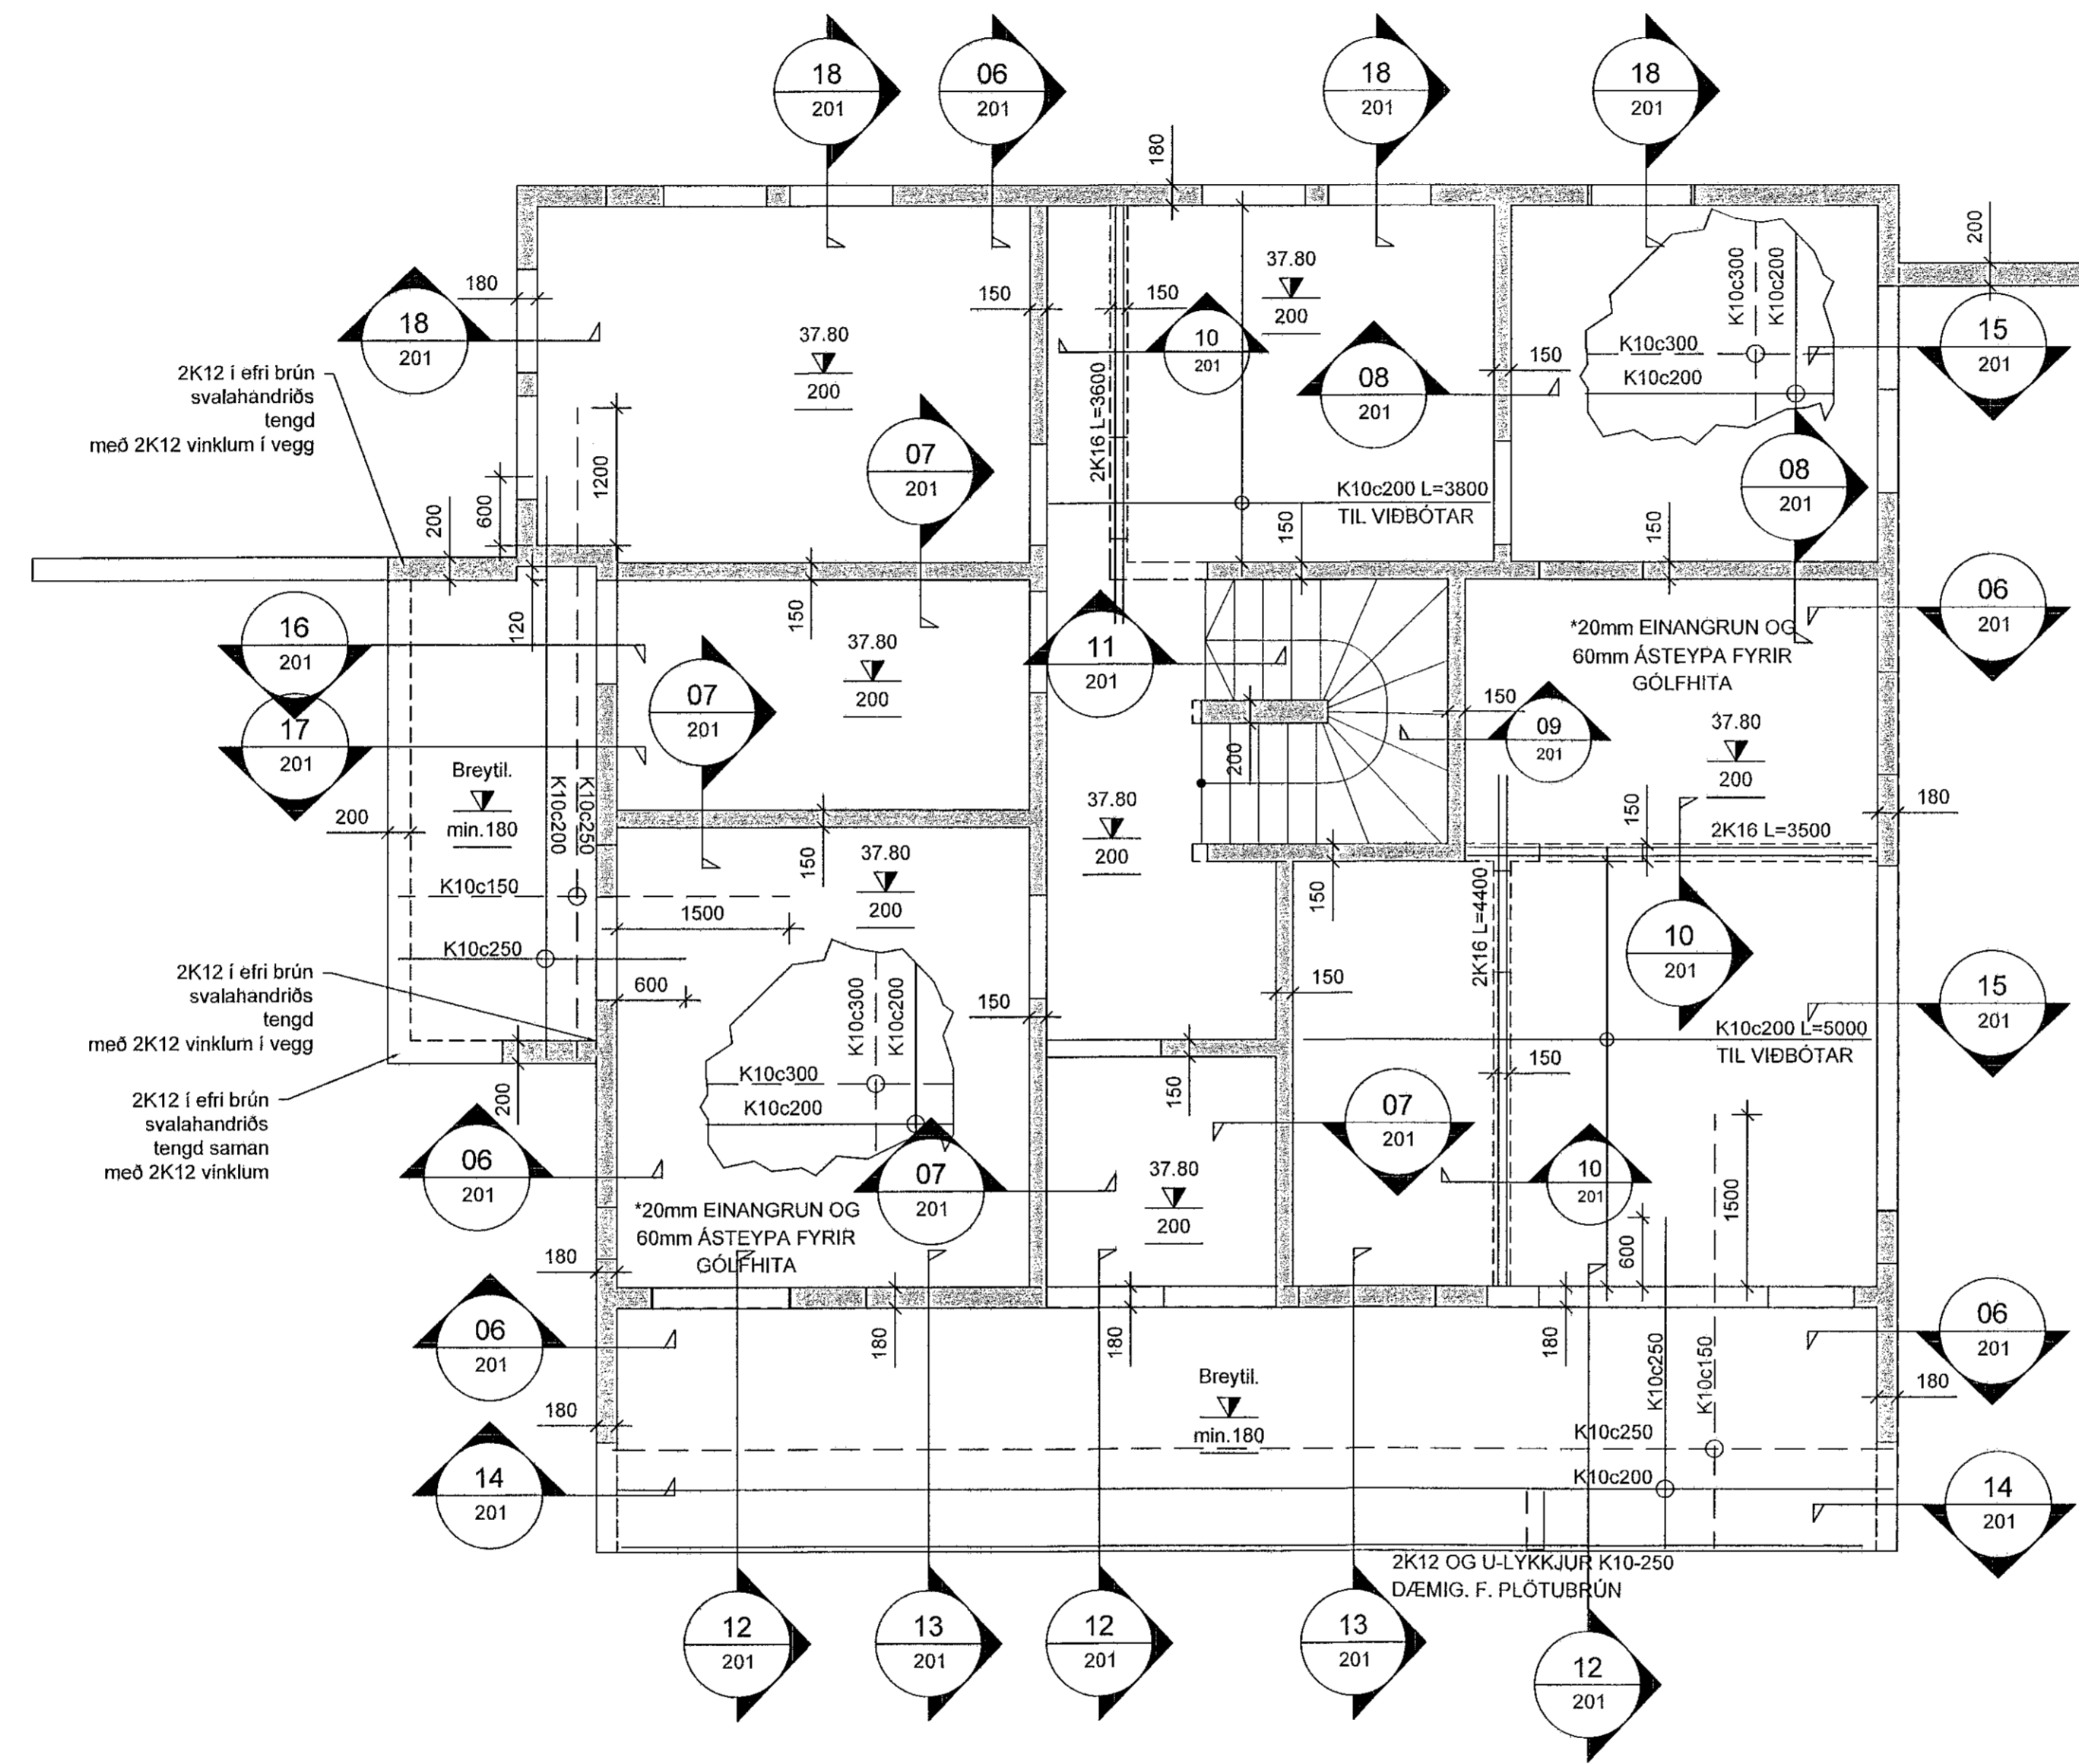 18
201
06
201
18
201
18
201
180
200
180
18
201
150
150
37.80
200
10
201
37.80
200
08
201
K10c300
K10c200
K10c300
K10c200
15
201
150
2K12 í efri brún
svalahandriðs
tengd
með 2K12 vinklum í vegg
2K16 L=3600
07
201
K10c200 L=3800
TIL VIÐBÓTAR
08
201
1200
600
200
150
150
120
150
16
201
17
201
07
201
37.80
200
11
201
*20mm EINANGRUN OG
60mm ÁSTEYPA FYRIR
GÓLFHITA
06
201
150
09
201
37.80
200
200
Breytil.
min.180
K10c200
K10c250
200
37.80
200
150
2K16 L=3500
180
K10c150
1500
150
37.80
200
150
2K16 L=4400
10
201
K10c250
600
2K12 í efri brún
svalahandriðs
tengd
með 2K12 vinklum í vegg
K10c300
K10c200
150
150
15
201
K10c200 L=5000
TIL VIÐBÓTAR
K10c300
K10c200
150
150
200
2K12 í efri brún
svalahandriðs
tengd saman
með 2K12 vinklum
06
201
07
201
07
201
10
201
37.80
200
1500
600
*20mm EINANGRUN OG
60mm ÁSTEYPA FYRIR
GÓLFHITA
180
06
201
180
180
180
06
201
180
180
Breytil.
min.180
K10c250
K10c150
K10c250
K10c200
14
201
14
201
2K12 OG U-LYKKJUR K10-250
DÆMIG. F. PLÖTUBRÚN
12
201
13
201
12
201
13
201
12
201